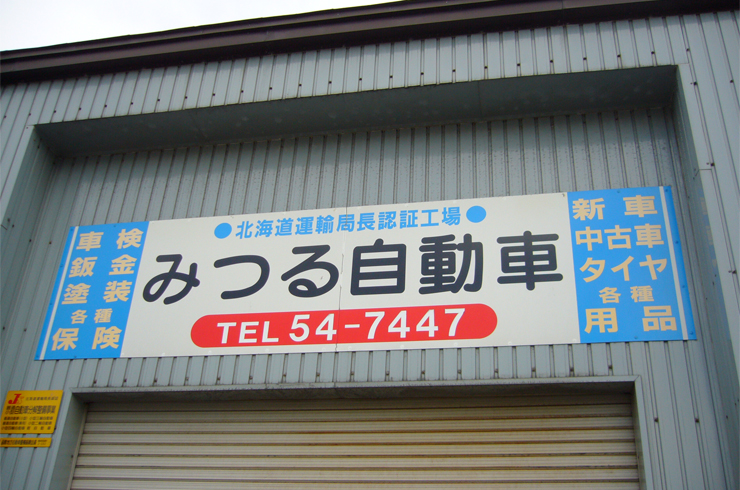 車検
鈑金
塗装
各種
保険
●北海道運輸局長認証工場●
みつる自動車
TEL 54-7447
新車
中古車
タイヤ
各種
用品